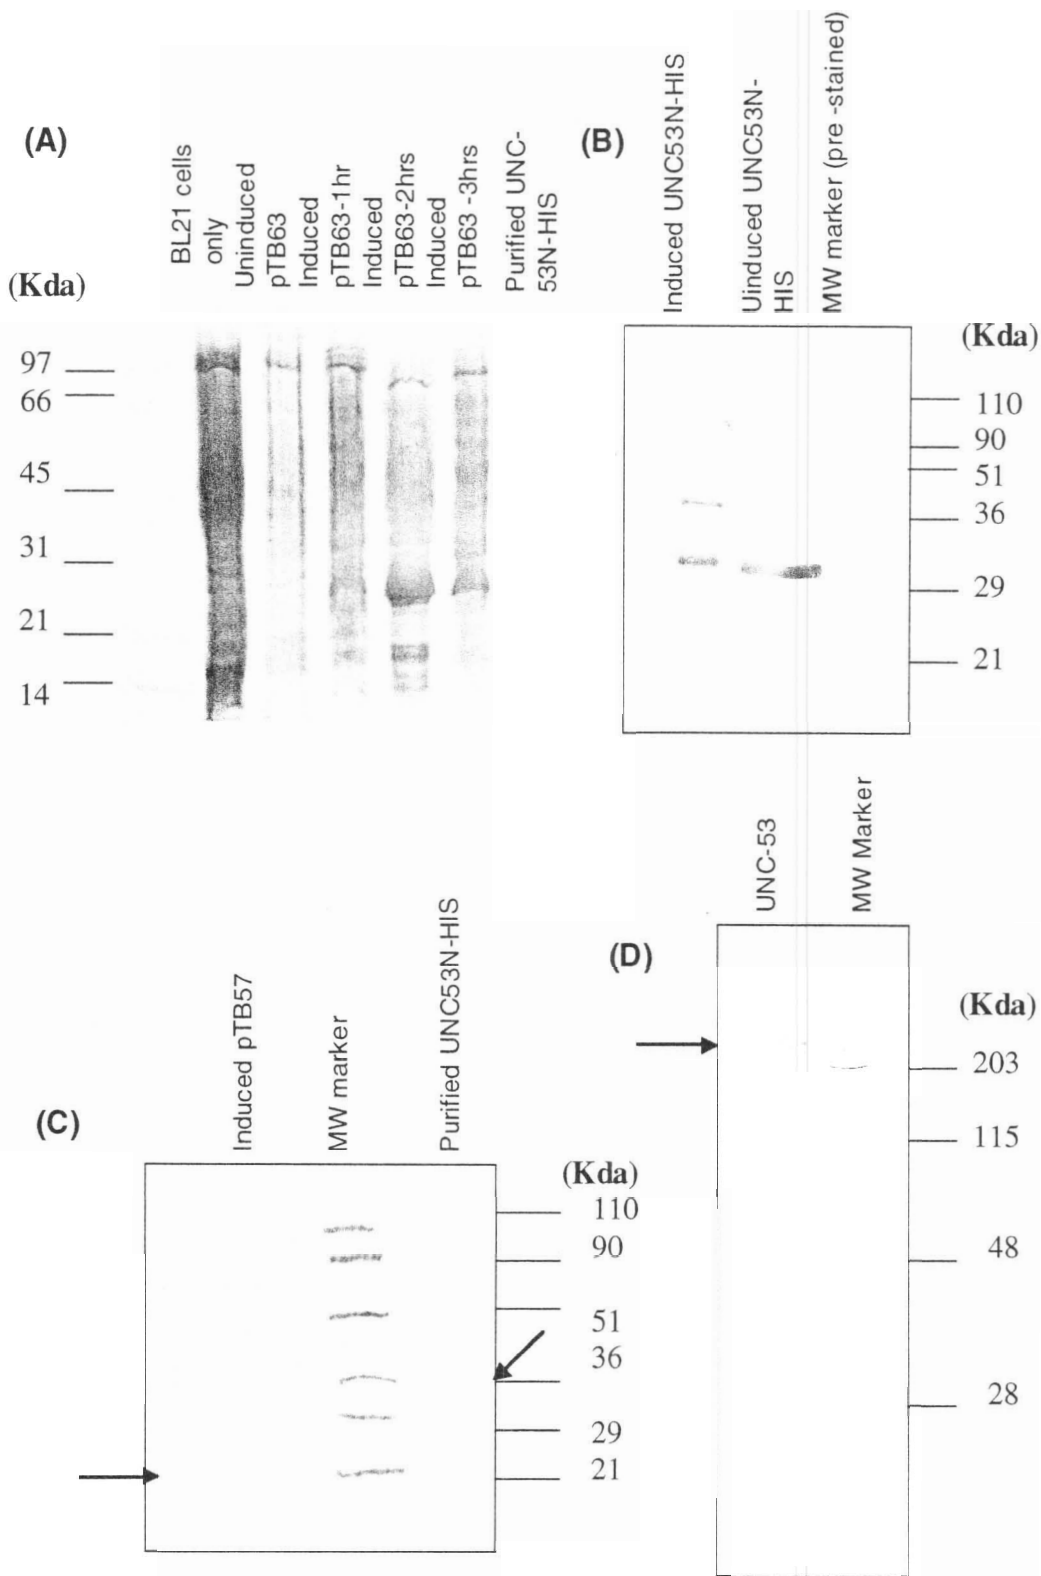 (A)
BL21 cells
only
Uninduced
pTB63
Induced
pTB63-1hr
Induced
pTB63-2hrs
Induced
pTB63 -3hrs
Purified UNC-
53N-HIS
(Kda)
97
66
45
31
21
14
(B)
Induced UNC53N-HIS
Uinduced UNC53N-
HIS
MW marker (pre -stained)
(Kda)
110
90
51
36
29
21
(C)
Induced pTB57
MW marker
Purified UNC53N-HIS
(Kda)
110
90
51
36
29
21
(D)
UNC-53
MW Marker
(Kda)
203
115
48
28